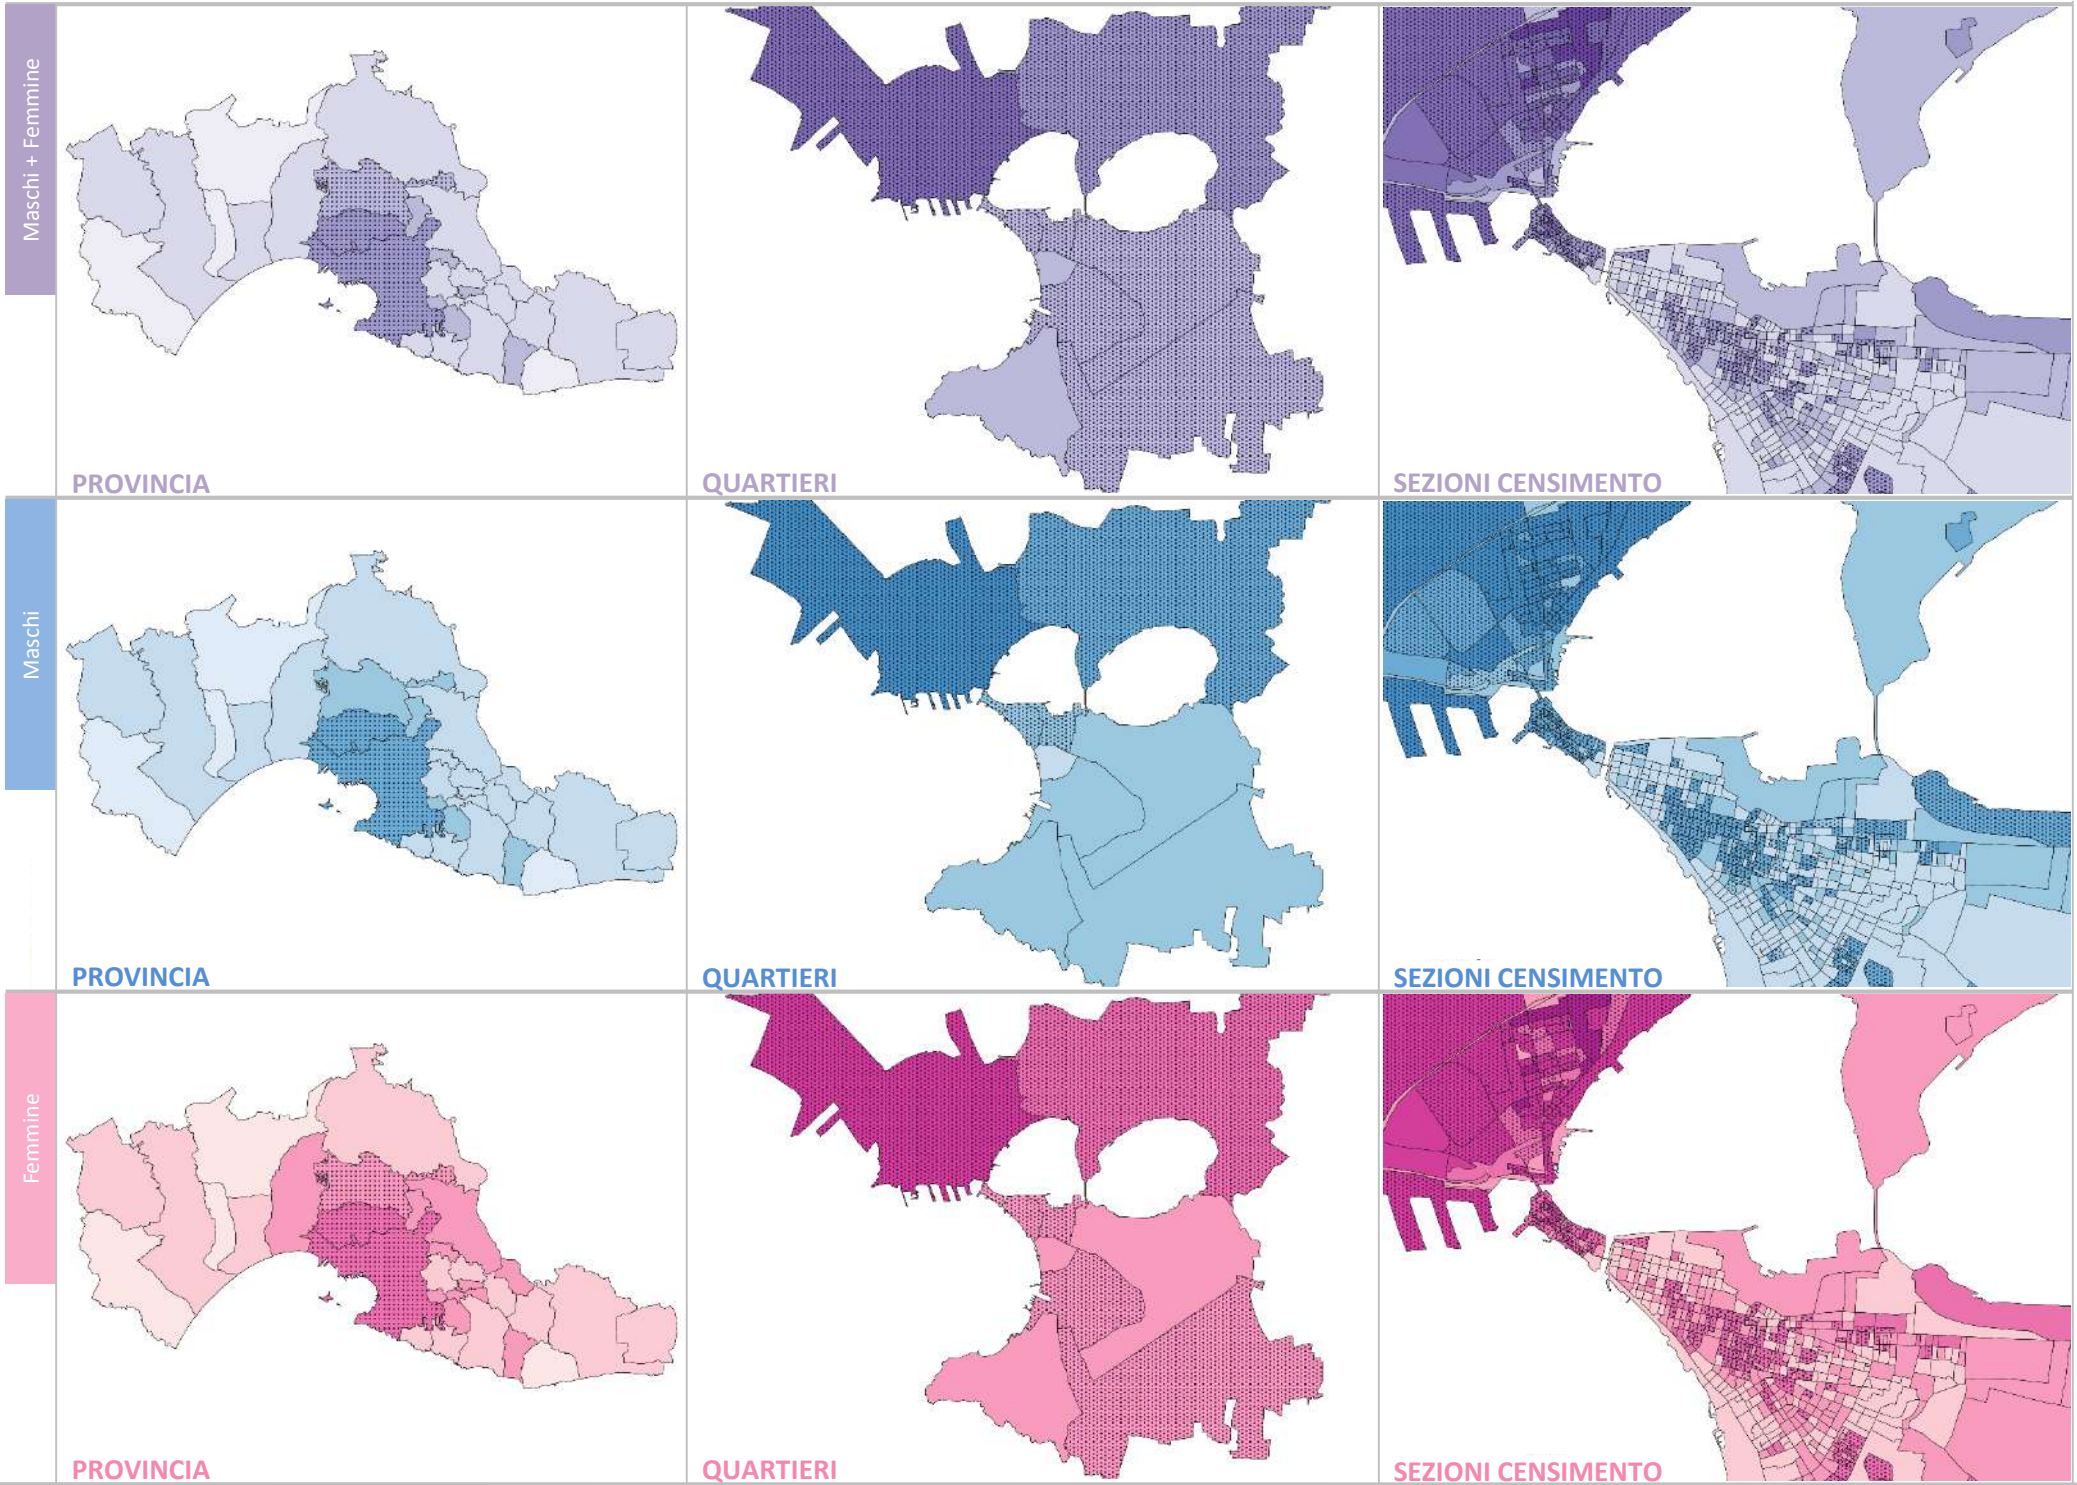 Maschi + Femmine
PROVINCIA
QUARTIERI
SEZIONI CENSIMENTO
Maschi
PROVINCIA
QUARTIERI
SEZIONI CENSIMENTO
Femmine
PROVINCIA
QUARTIERI
SEZIONI CENSIMENTO